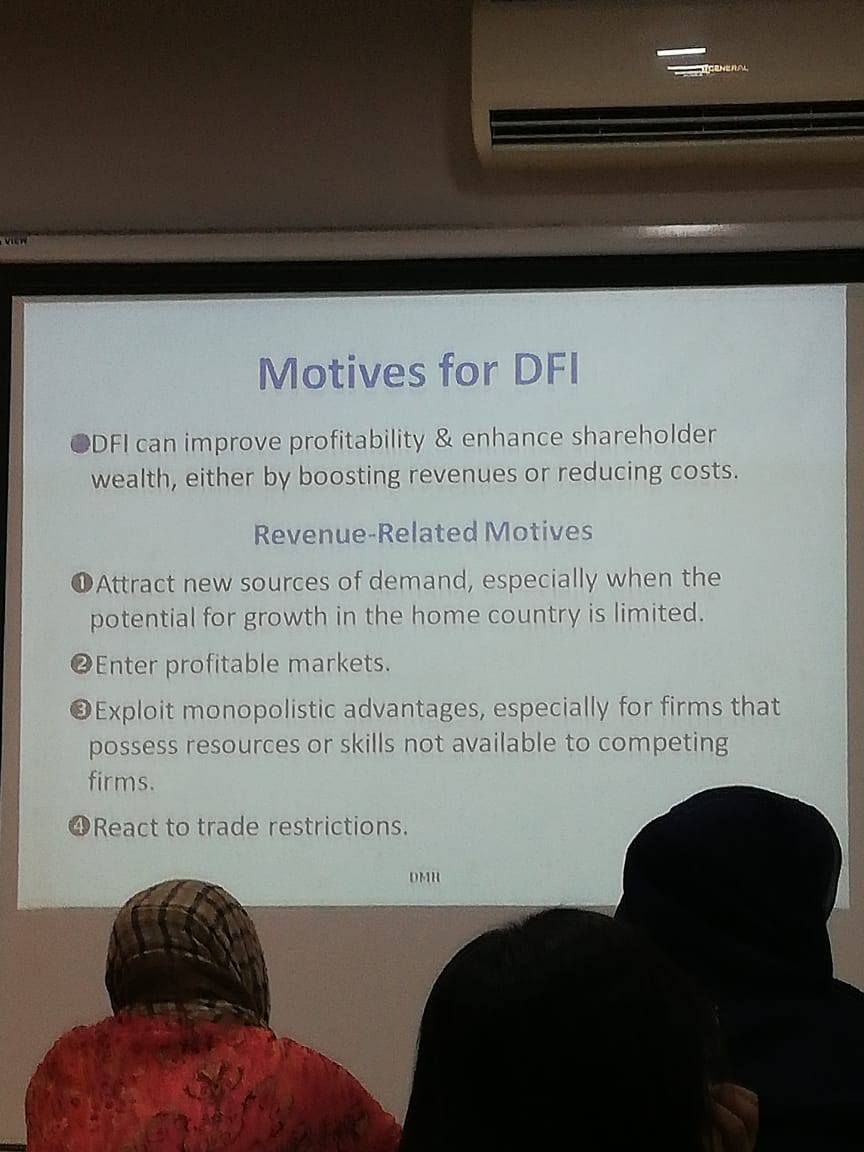 GENERAL
VIEW
Motives for DFI
●DFI can improve profitability & enhance shareholder
wealth, either by boosting revenues or reducing costs.
Revenue-Related Motives
❶Attract new sources of demand, especially when the
potential for growth in the home country is limited.
❷Enter profitable markets.
❸Exploit monopolistic advantages, especially for firms that
possess resources or skills not available to competing
firms.
❹React to trade restrictions.
DMH